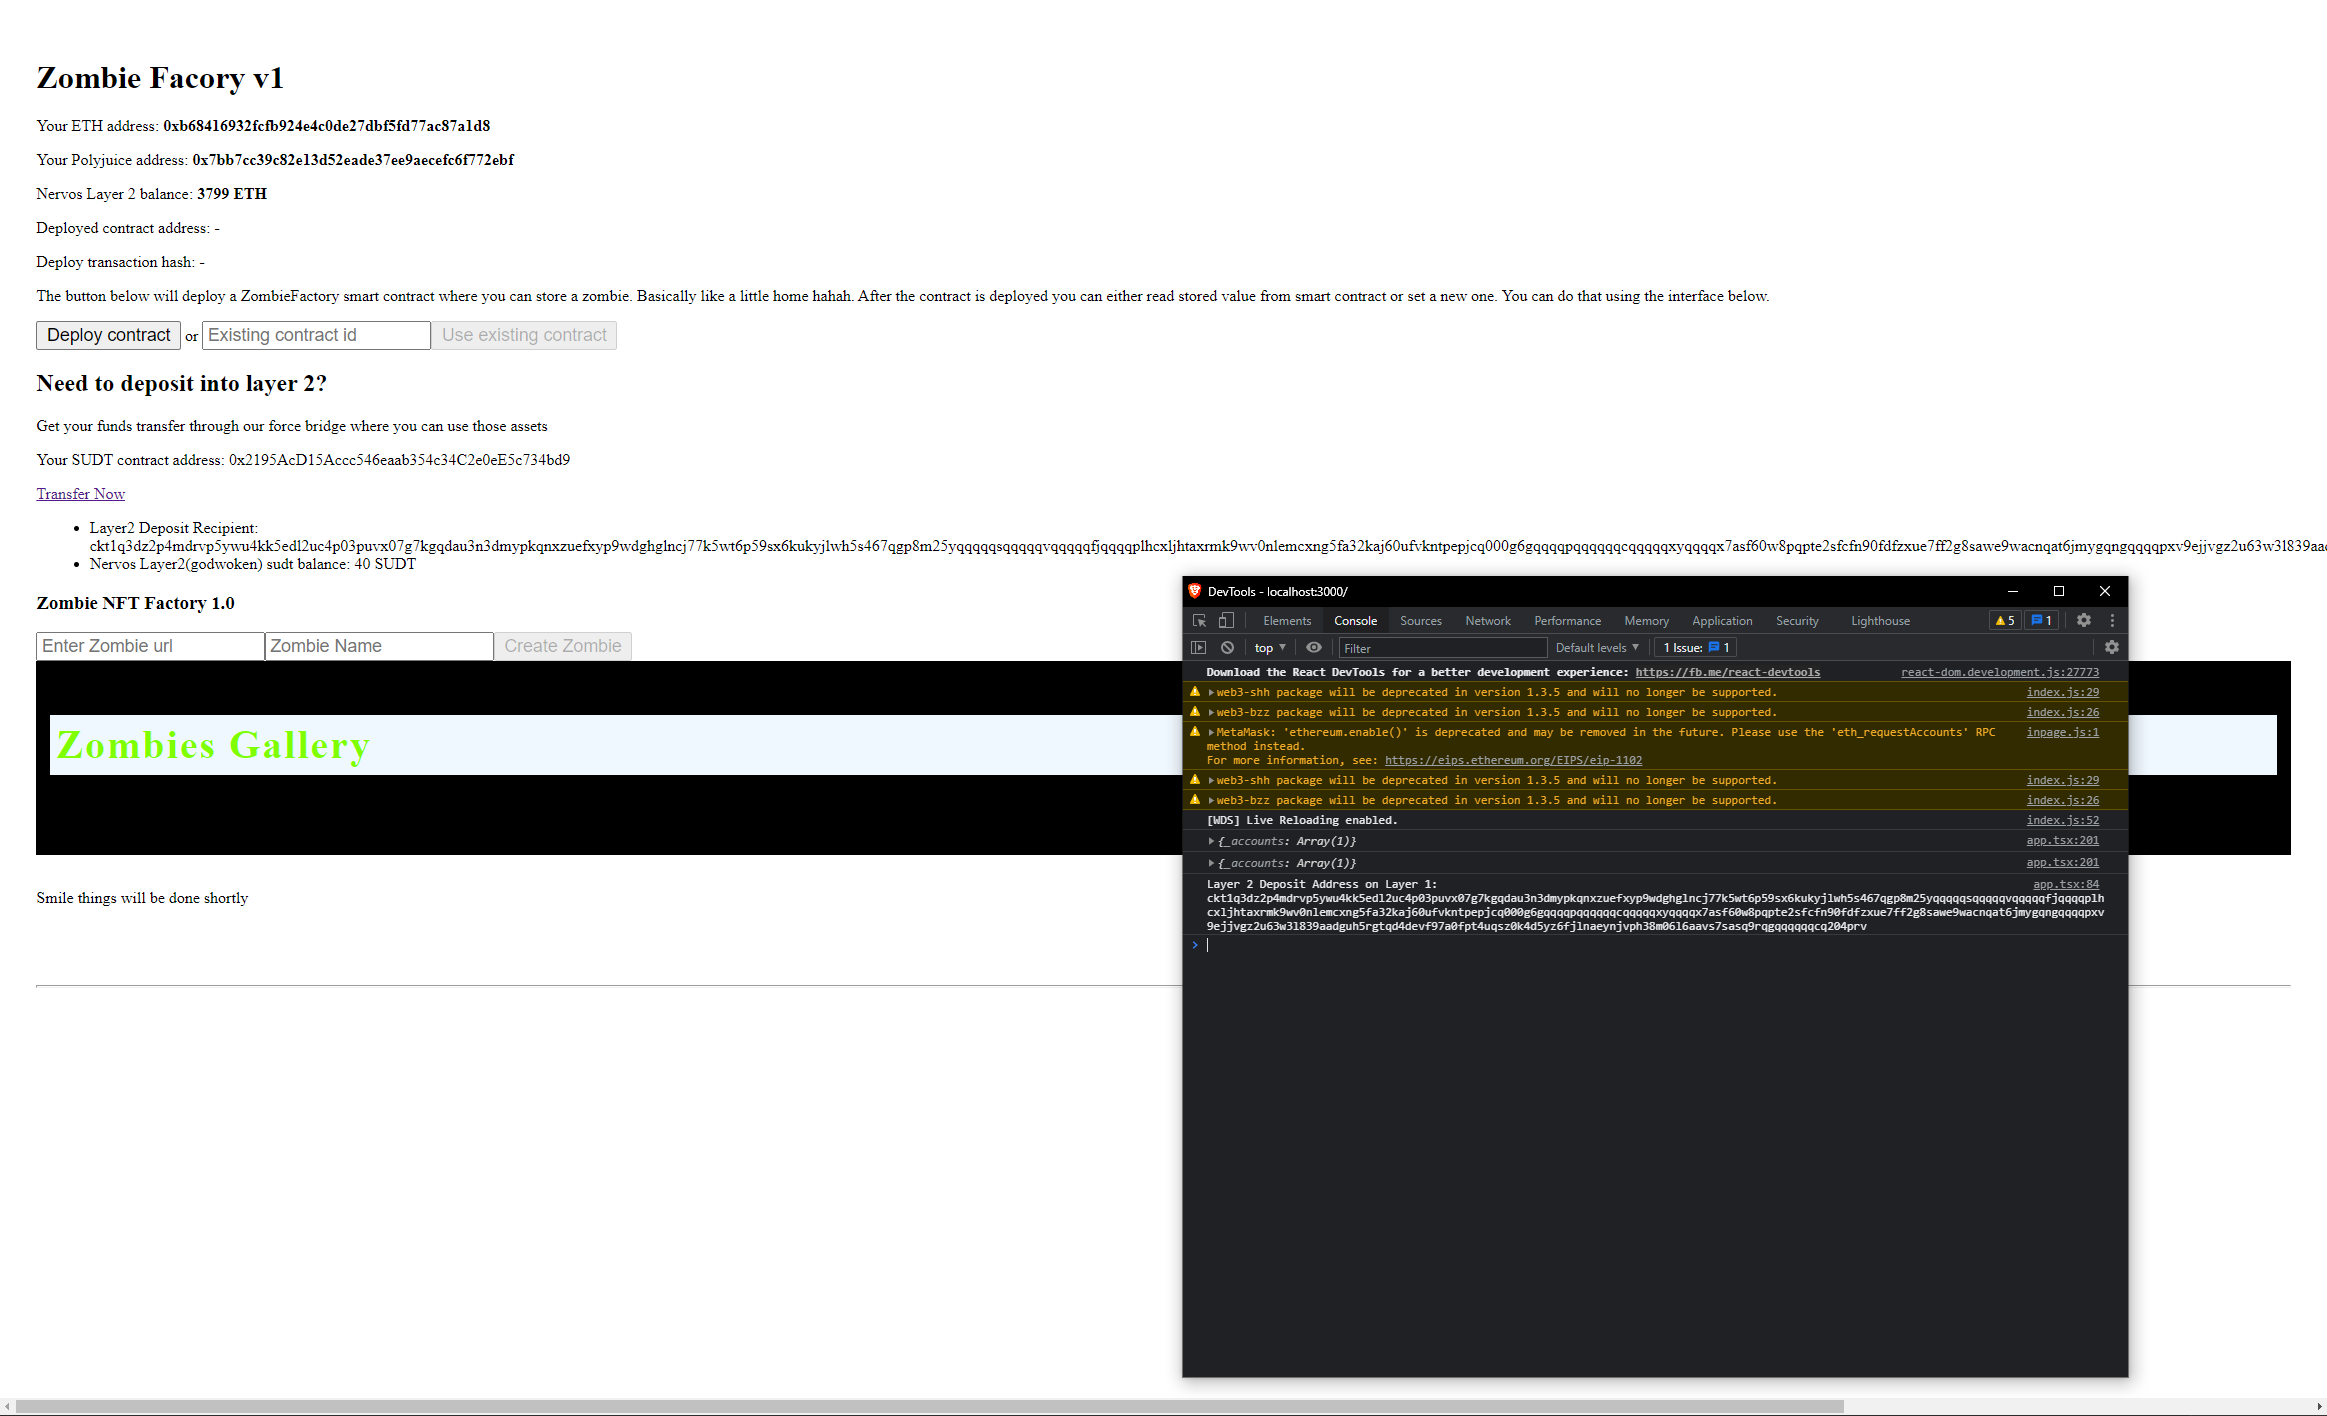 Zombie Facory v1
Your ETH address: 0xb68416932fcfb924e4c0de27dbf5fd77ac87a1d8
Your Polyjuice address: 0x7bb7cc39c82e13d52eade37ee9aecefc6f772ebf
Nervos Layer 2 balance: 3799 ETH
Deployed contract address: -
Deploy transaction hash: -
The button below will deploy a ZombieFactory smart contract where you can store a zombie. Basically like a little home hahah. After the contract is deployed you can either read stored value from smart contract or set a new one. You can do that using the interface below.
Deploy contract or Existing contract id Use existing contract
Need to deposit into layer 2?
Get your funds transfer through our force bridge where you can use those assets
Your SUDT contract address: 0x2195AcD15Accc546eaab354c34C2e0eE5c734bd9
Transfer Now
• Layer2 Deposit Recipient:
ckt1q3dz2p4mdrvp5ywu4kk5edl2uc4p03puvx07g7kgqdau3n3dmypkqnxzuefxyp9wdghglncj77k5wt6p59sx6kukyjlwh5s467qgp8m25yqqqqqsqqqqqvqqqqqfjqqqqplhcxljhtaxrmk9wv0nlemcxng5fa32kaj60ufvkntpepjcq000g6gqqqqpqqqqqqcqqqqqxyqqqqx7asf60w8pqpte2sfcfn90fdfzxue7ff2g8sawe9wacnqat6jmygqngqqqqpxv9ejjvgz2u63w3l839aad
• Nervos Layer2(godwoken) sudt balance: 40 SUDT
Zombie NFT Factory 1.0
Enter Zombie url Zombie Name Create Zombie
Zombies Gallery
Smile things will be done shortly
DevTools - localhost:3000/
Elements Console Sources Network Performance Memory Application Security Lighthouse 5 1
top Filter Default levels 1 Issue: 1
Download the React DevTools for a better development experience: https://fb.me/react-devtools react-dom.development.js:27773
web3-shh package will be deprecated in version 1.3.5 and will no longer be supported. index.js:29
web3-bzz package will be deprecated in version 1.3.5 and will no longer be supported. index.js:26
MetaMask: 'ethereum.enable()' is deprecated and may be removed in the future. Please use the 'eth_requestAccounts' RPC inpage.js:1
method instead.
For more information, see: https://eips.ethereum.org/EIPS/eip-1102
web3-shh package will be deprecated in version 1.3.5 and will no longer be supported. index.js:29
web3-bzz package will be deprecated in version 1.3.5 and will no longer be supported. index.js:26
[WDS] Live Reloading enabled. index.js:52
{_accounts: Array(1)} app.tsx:201
{_accounts: Array(1)} app.tsx:201
Layer 2 Deposit Address on Layer 1: app.tsx:84
ckt1q3dz2p4mdrvp5ywu4kk5edl2uc4p03puvx07g7kgqdau3n3dmypkqnxzuefxyp9wdghglncj77k5wt6p59sx6kukyjlwh5s467qgp8m25yqqqqqsqqqqqvqqqqqfjqqqqplh
cxljhtaxrmk9wv0nlemcxng5fa32kaj60ufvkntpepjcq000g6gqqqqpqqqqqqcqqqqqxyqqqqx7asf60w8pqpte2sfcfn90fdfzxue7ff2g8sawe9wacnqat6jmygqngqqqqpxv
9ejjvgz2u63w3l839aadguh5rgtqd4devf97a0fpt4uqsz0k4d5yz6fjlnaeynjvph38m06l6aavs7sasq9rqgqqqqqqcq204prv